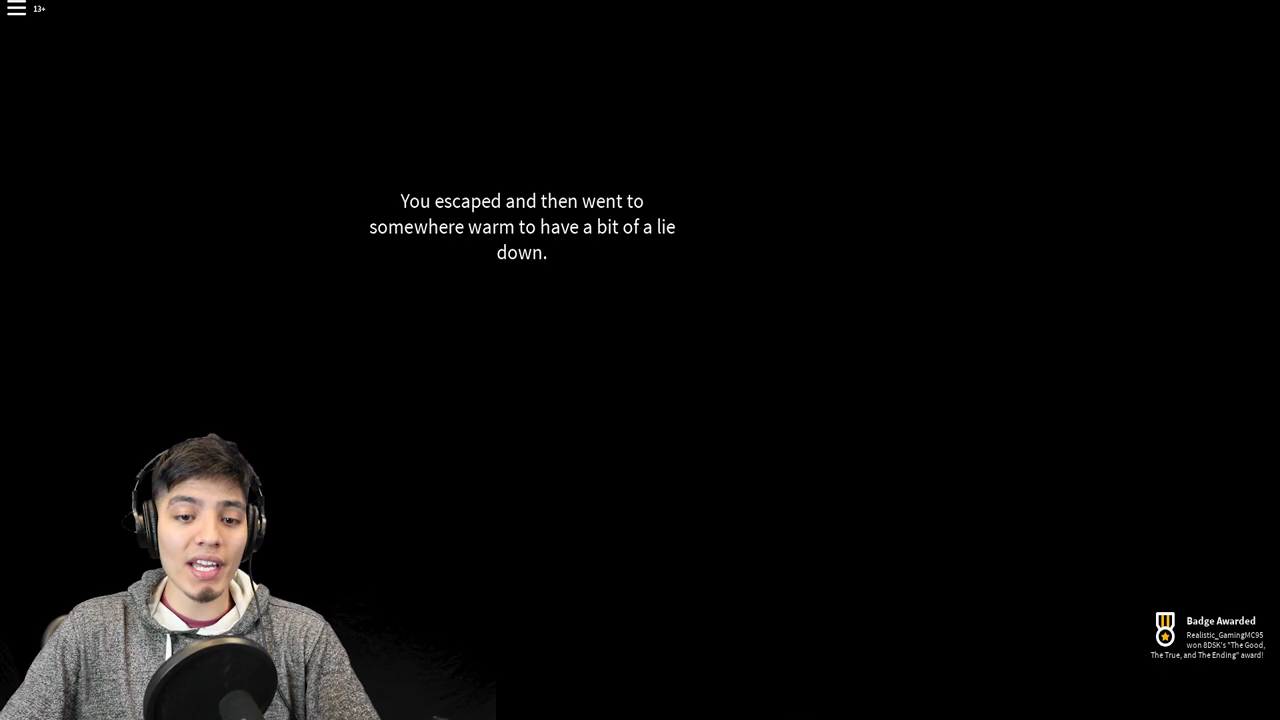 13+
You escaped and then went to
somewhere warm to have a bit of a lie
down.
Badge Awarded
Realistic_GamingMC95
won 8DSK's "The Good,
The True, and The Ending" award!